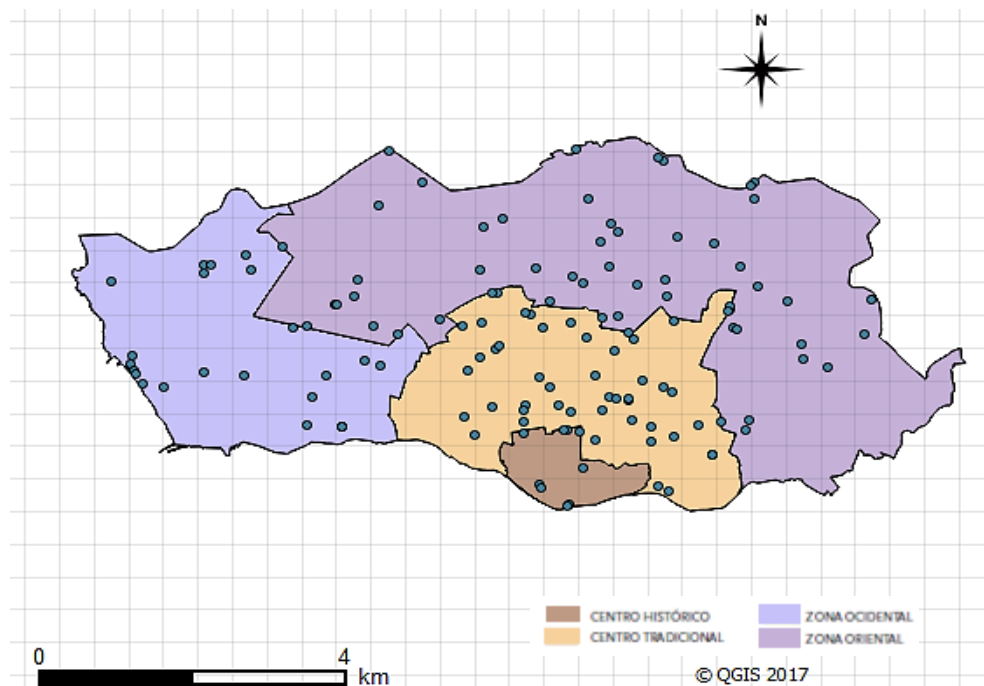 N
CENTRO HISTÓRICO
ZONA OCIDENTAL
CENTRO TRADICIONAL
ZONA ORIENTAL
0 4
km
© QGIS 2017